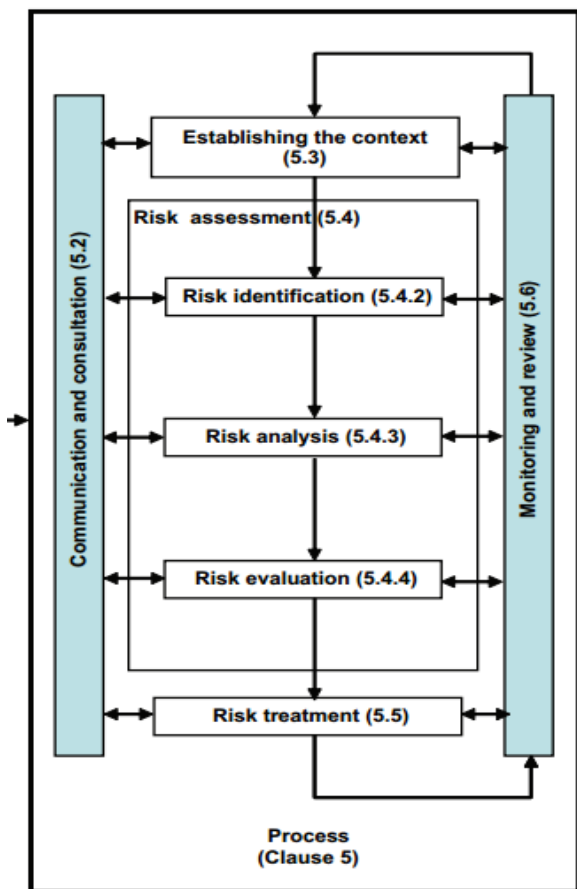 Establishing the context
(5.3)
Risk assessment (5.4)
Risk identification (5.4.2)
Risk analysis (5.4.3)
Risk evaluation (5.4.4)
Risk treatment (5.5)
Communication and consultation (5.2)
Monitoring and review (5.6)
Process
(Clause 5)